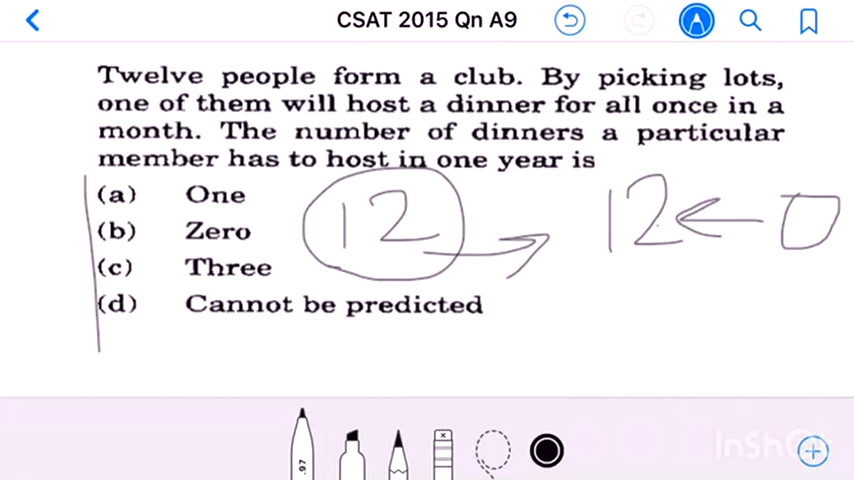 CSAT 2015 Qn A9
Twelve people form a club. By picking lots,
one of them will host a dinner for all once in a
month. The number of dinners a particular
member has to host in one year is
(a) One
(b) Zero
(c) Three
(d) Cannot be predicted
12 12 0
.97
InShOt